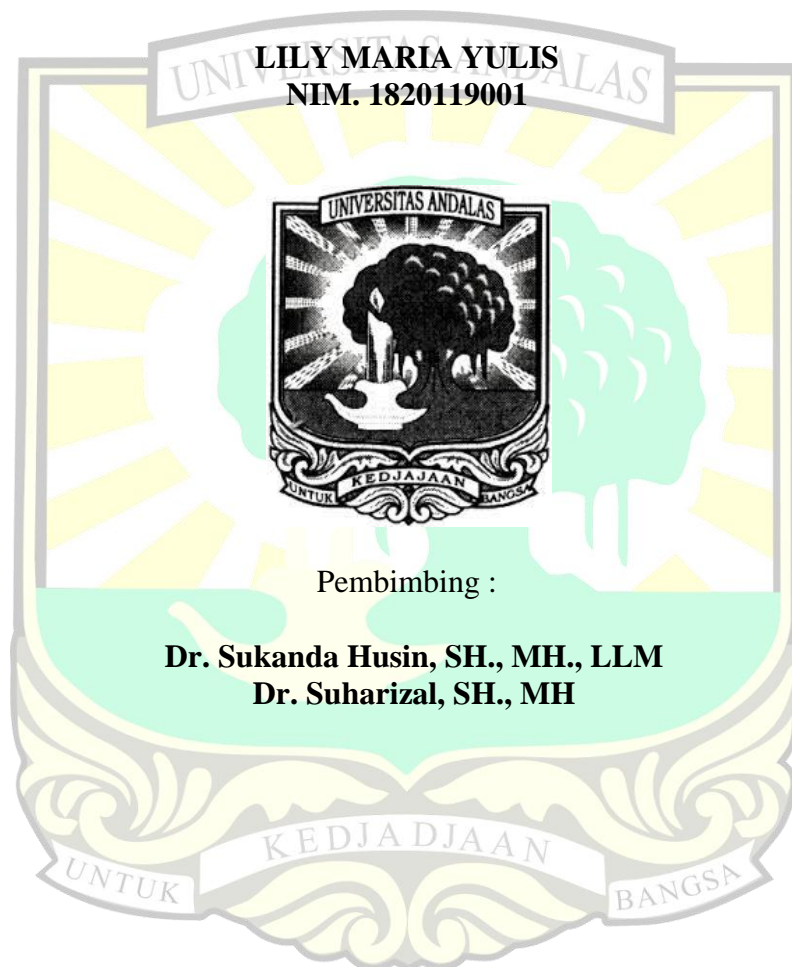 UNIVERSITAS ANDALAS
LILY MARIA YULIS
NIM. 1820119001
UNIVERSITAS ANDALAS
UNTUK KEDJAJAAN BANGSA
Pembimbing :
Dr. Sukanda Husin, SH., MH., LLM
Dr. Suharizal, SH., MH
UNTUK KEDJADJAAN BANGSA